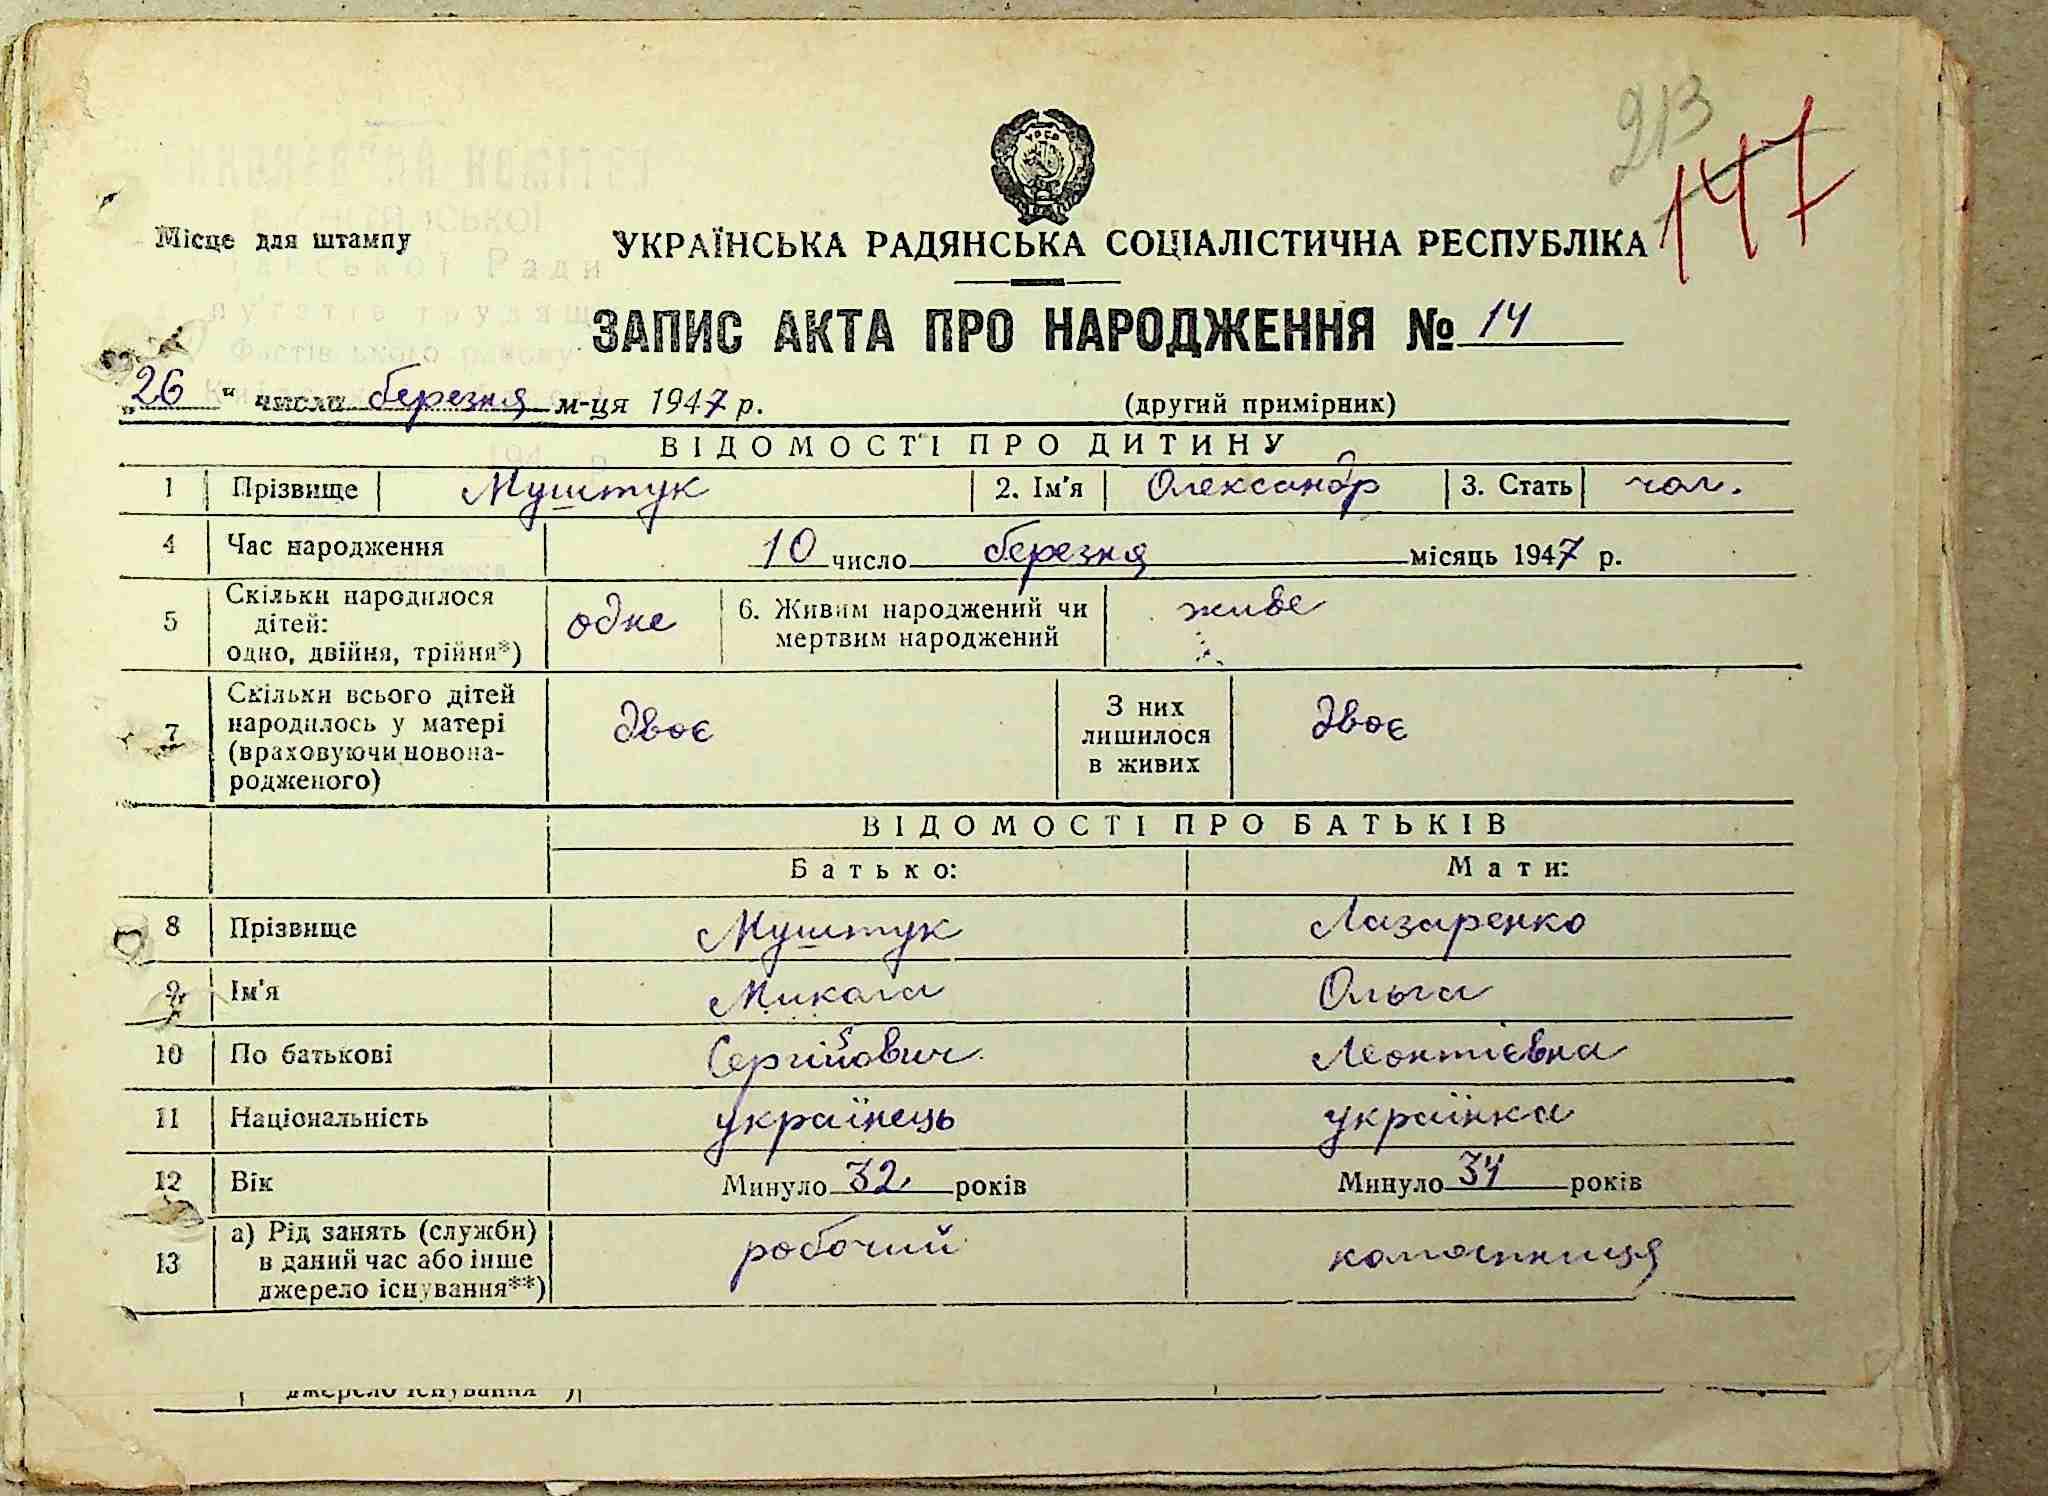 213
147
УРСР
Місце для штампу
УКРАЇНСЬКА РАДЯНСЬКА СОЦІАЛІСТИЧНА РЕСПУБЛІКА
ЗАПИС АКТА ПРО НАРОДЖЕННЯ № 14
„26" числа березня м-ця 1947 р. (другий примірник)
ВІДОМОСТІ ПРО ДИТИНУ
1 Прізвище Муштук 2. Ім'я Олександр 3. Стать чол.
4 Час народження 10 число березня місяць 1947 р.
5 Скільки народилося дітей: одно, двійня, трійня*) одне 6. Живим народжений чи мертвим народжений живе
7 Скільки всього дітей народилось у матері (враховуючи новонародженого) двоє З них лишилося в живих двоє
ВІДОМОСТІ ПРО БАТЬКІВ
Батько: Мати:
8 Прізвище Муштук Лазаренко
9 Ім'я Микола Ольга
10 По батькові Сергійович Леонтієвна
11 Національність українець українка
12 Вік Минуло 32 років Минуло 34 років
13 а) Рід занять (служби) в даний час або інше джерело існування**) робочий колгоспниця
джерело існування